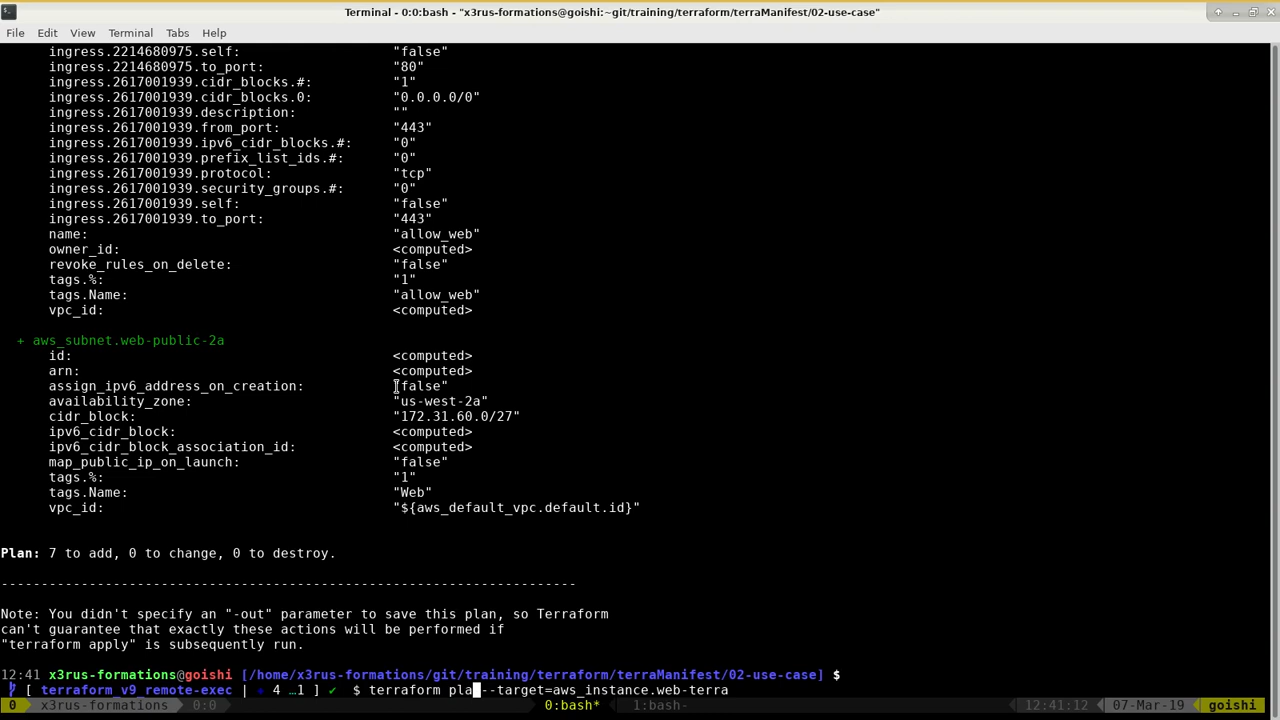 Terminal - 0:0:bash - "x3rus-formations@goishi:~git/training/terraform/terraManifest/02-use-case"
File Edit View Terminal Tabs Help
ingress.2214680975.self: "false"
ingress.2214680975.to_port: "80"
ingress.2617001939.cidr_blocks.#: "1"
ingress.2617001939.cidr_blocks.0: "0.0.0.0/0"
ingress.2617001939.description: ""
ingress.2617001939.from_port: "443"
ingress.2617001939.ipv6_cidr_blocks.#: "0"
ingress.2617001939.prefix_list_ids.#: "0"
ingress.2617001939.protocol: "tcp"
ingress.2617001939.security_groups.#: "0"
ingress.2617001939.self: "false"
ingress.2617001939.to_port: "443"
name: "allow_web"
owner_id: <computed>
revoke_rules_on_delete: "false"
tags.%: "1"
tags.Name: "allow_web"
vpc_id: <computed>
+ aws_subnet.web-public-2a
id: <computed>
arn: <computed>
assign_ipv6_address_on_creation: "false"
availability_zone: "us-west-2a"
cidr_block: "172.31.60.0/27"
ipv6_cidr_block: <computed>
ipv6_cidr_block_association_id: <computed>
map_public_ip_on_launch: "false"
tags.%: "1"
tags.Name: "Web"
vpc_id: "${aws_default_vpc.default.id}"
Plan: 7 to add, 0 to change, 0 to destroy.
------------------------------------------------------------------------
Note: You didn't specify an "-out" parameter to save this plan, so Terraform
can't guarantee that exactly these actions will be performed if
"terraform apply" is subsequently run.
12:41 x3rus-formations@goishi [/home/x3rus-formations/git/training/terraform/terraManifest/02-use-case] $
[ terraform_v9_remote-exec | 4 …1 ] ✔ $ terraform pla --target=aws_instance.web-terra
0 x3rus-formations 0:0 0:bash* 1:bash- 12:41:12 07-Mar-19 goishi